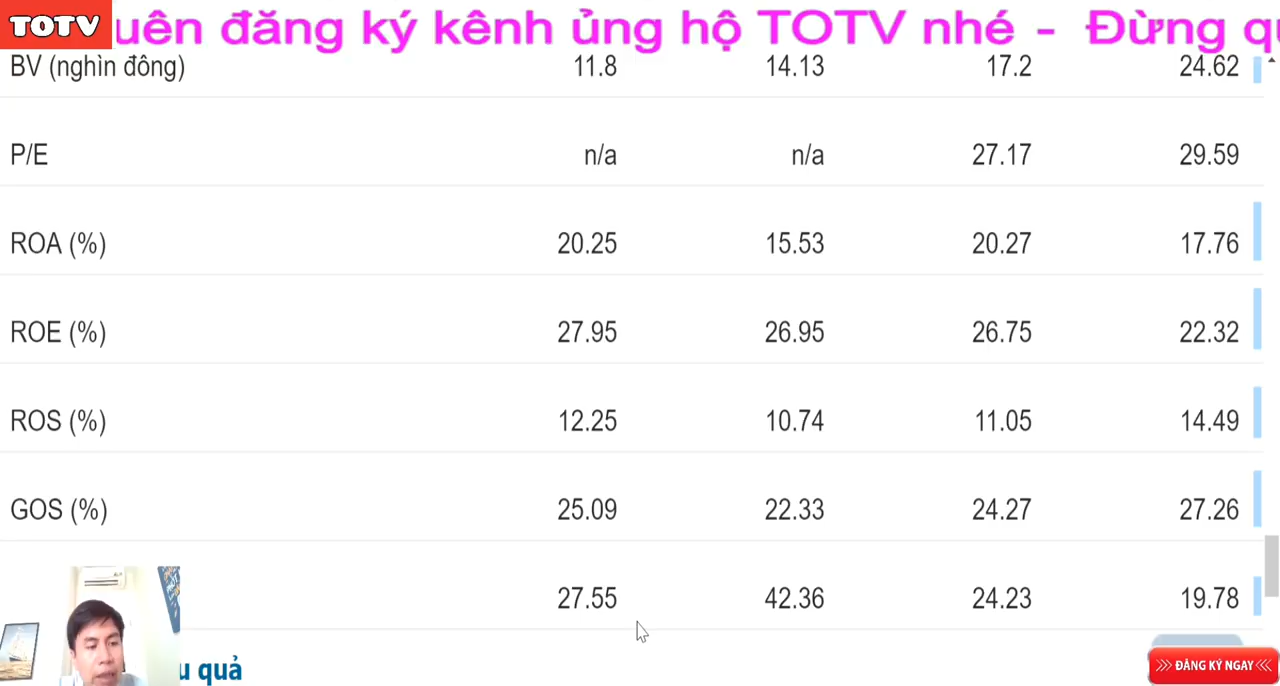 TOTV
uên đăng ký kênh ủng hộ TOTV nhé - Đừng qu
BV (nghìn đông) 11.8 14.13 17.2 24.62
P/E n/a n/a 27.17 29.59
ROA (%) 20.25 15.53 20.27 17.76
ROE (%) 27.95 26.95 26.75 22.32
ROS (%) 12.25 10.74 11.05 14.49
GOS (%) 25.09 22.33 24.27 27.26
27.55 42.36 24.23 19.78
u quả
ĐĂNG KÝ NGAY